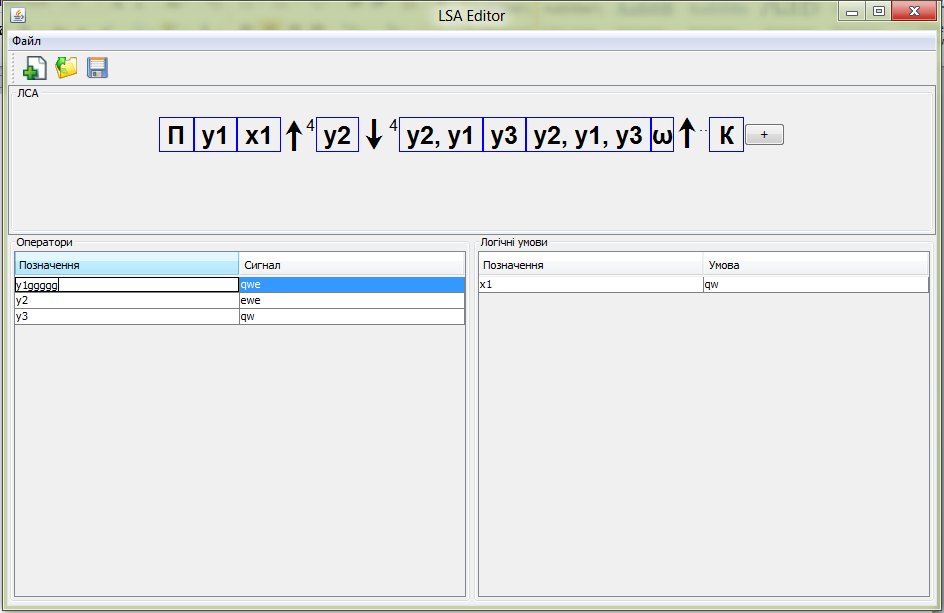 LSA Editor
Файл
ЛСА
П y1 x1 ↑ 4 y2 ↓ 4 y2, y1 y3 y2, y1, y3 ω ↑ .. К +
Оператори Логічні умови
Позначення Сигнал Позначення Умова
y1ggggg qwe x1 qw
y2 ewe
y3 qw